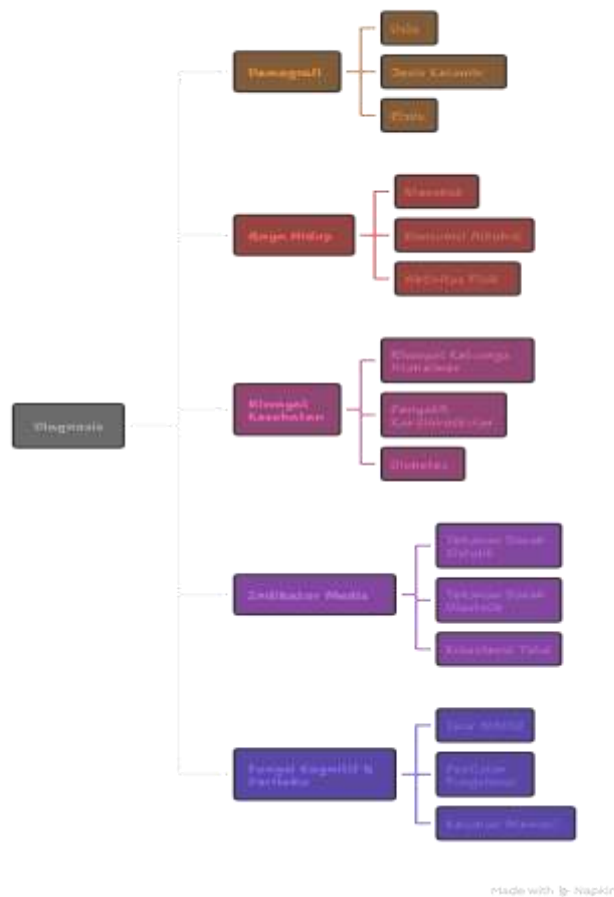 Diagnosis
Demografi
Usia
Jenis Kelamin
Gaya Hidup
Merokok
Konsumsi Alkohol
Aktivitas Fisik
Riwayat
Kesehatan
Riwayat Keluarga
Penyakit
Kardiovaskular
Diabetes
Indikator Medis
Tekanan Darah
Sistolik
Tekanan Darah
Diastolik
Kolesterol Total
Fungsi Kognitif &
Perilaku
Skor MMSE
Penilaian
Fungsional
Keluhan Memori
Made with Napkin